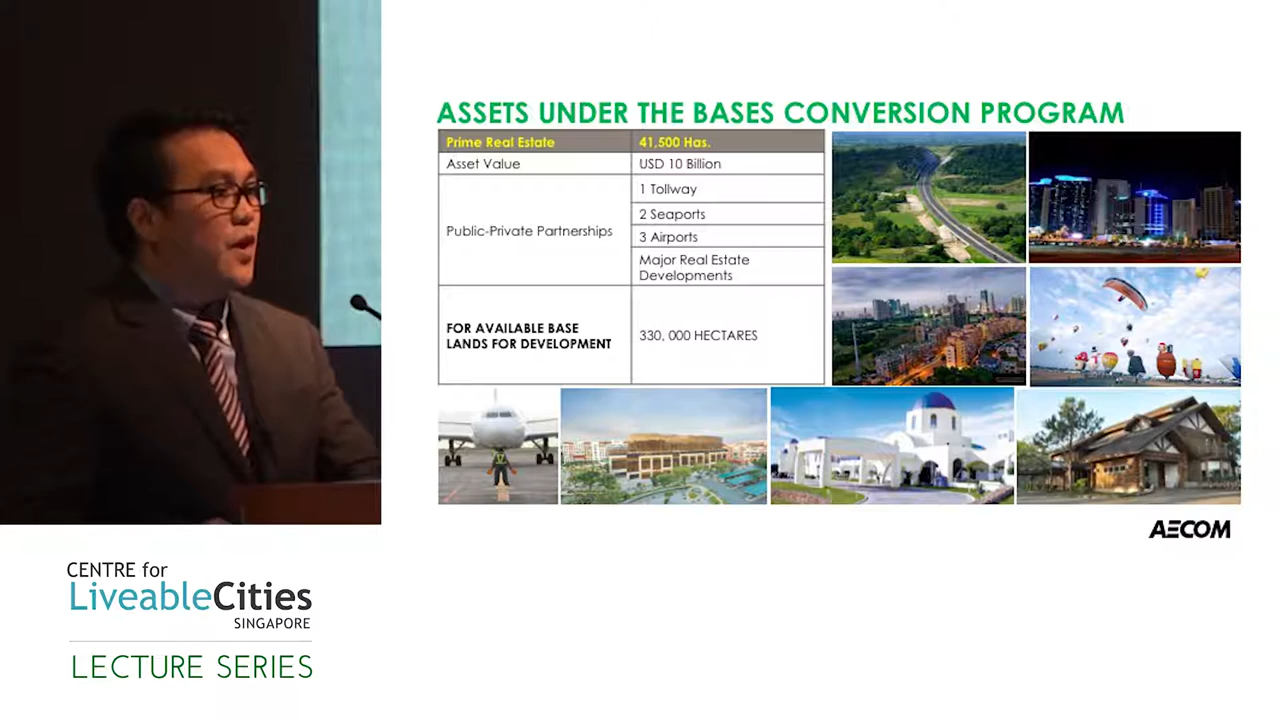 ASSETS UNDER THE BASES CONVERSION PROGRAM
Prime Real Estate
41,500 Has.
Asset Value
USD 10 Billion
Public-Private Partnerships
1 Tollway
2 Seaports
3 Airports
Major Real Estate
Developments
FOR AVAILABLE BASE
LANDS FOR DEVELOPMENT
330, 000 HECTARES
AECOM
CENTRE for
LiveableCities
SINGAPORE
LECTURE SERIES